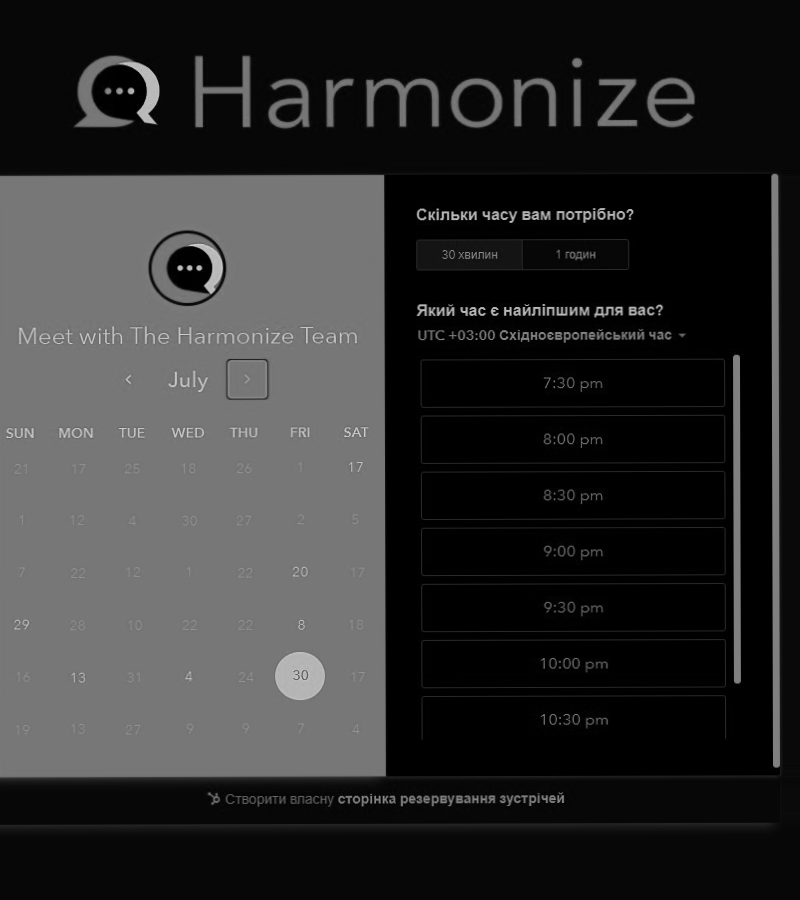 Harmonize
Meet with The Harmonize Team
July
SUN MON TUE WED THU FRI SAT
21 17 25 18 26 1 17
1 12 4 30 27 2 5
7 22 12 1 22 20 17
29 28 10 22 22 8 18
16 13 31 4 24 30 17
19 13 27 9 9 7 4
Скільки часу вам потрібно?
30 хвилин 1 годин
Який час є найліпшим для вас?
UTC +03:00 Східноєвропейський час
7:30 pm
8:00 pm
8:30 pm
9:00 pm
9:30 pm
10:00 pm
10:30 pm
Створити власну сторінка резервування зустрічей